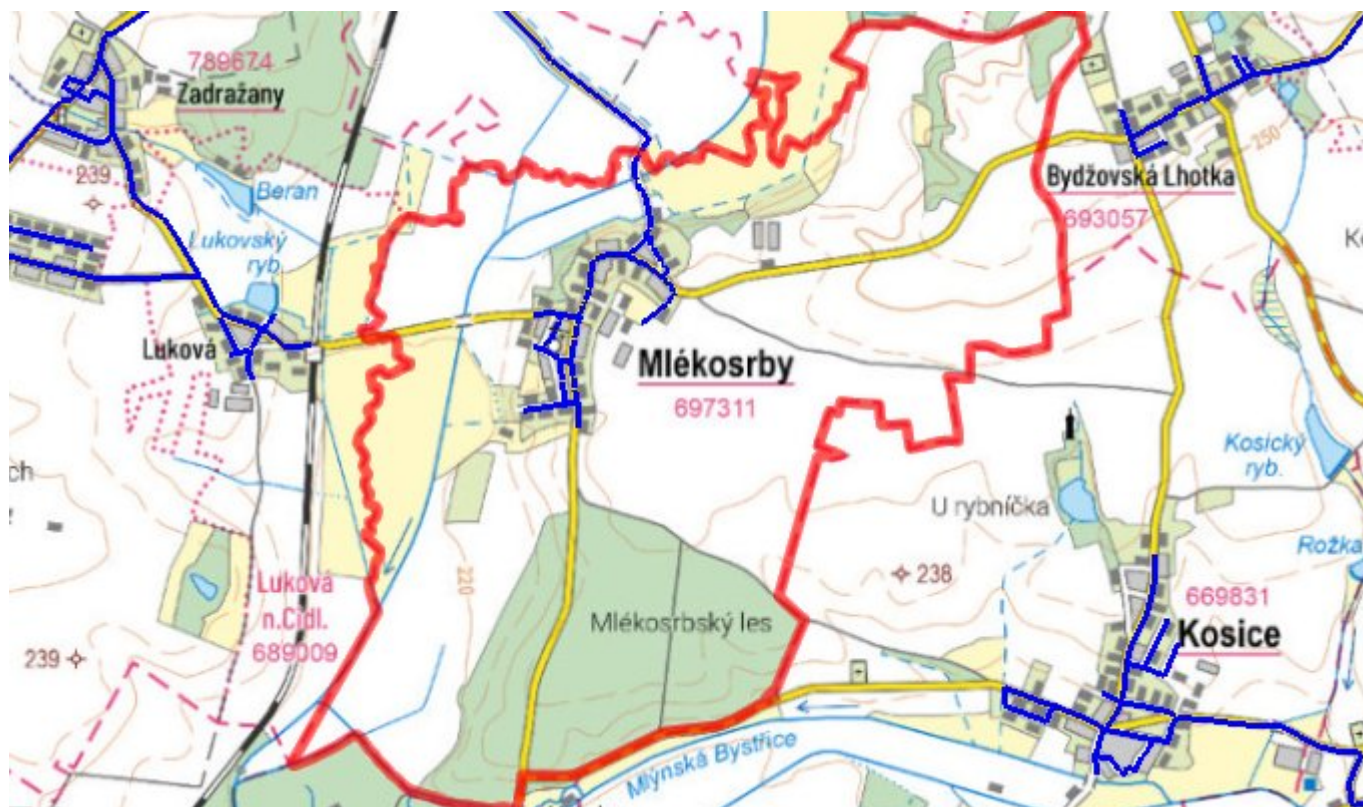 789674
Zadražany
239
Beran
Lukovský
ryb.
Luková
Bydžovská Lhotka
693057
250
Mlékosrby
697311
Kosický
ryb.
U rybníčka
Rožka
ch
220
238
Luková
n.Cidl.
689009
Mlékosrbský les
669831
Kosice
239
Mlýnská Bystřice